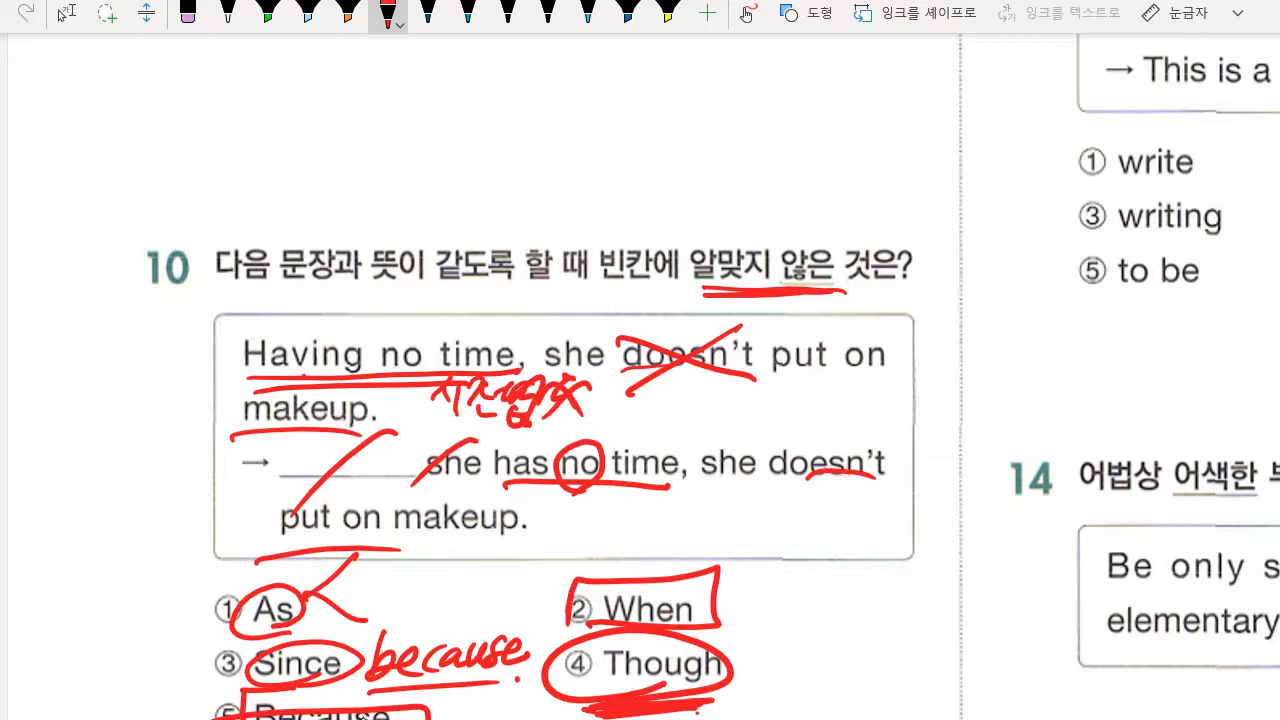 도형
잉크를 셰이프로
잉크를 텍스트로
눈금자
10 다음 문장과 뜻이 같도록 할 때 빈칸에 알맞지 않은 것은?
Having no time, she doesn't put on
makeup.
→ ________ she has no time, she doesn't
put on makeup.
① As
② When
③ Since
because.
④ Though
⑤ Because
→ This is a
① write
③ writing
⑤ to be
14 어법상 어색한
Be only s
elementary